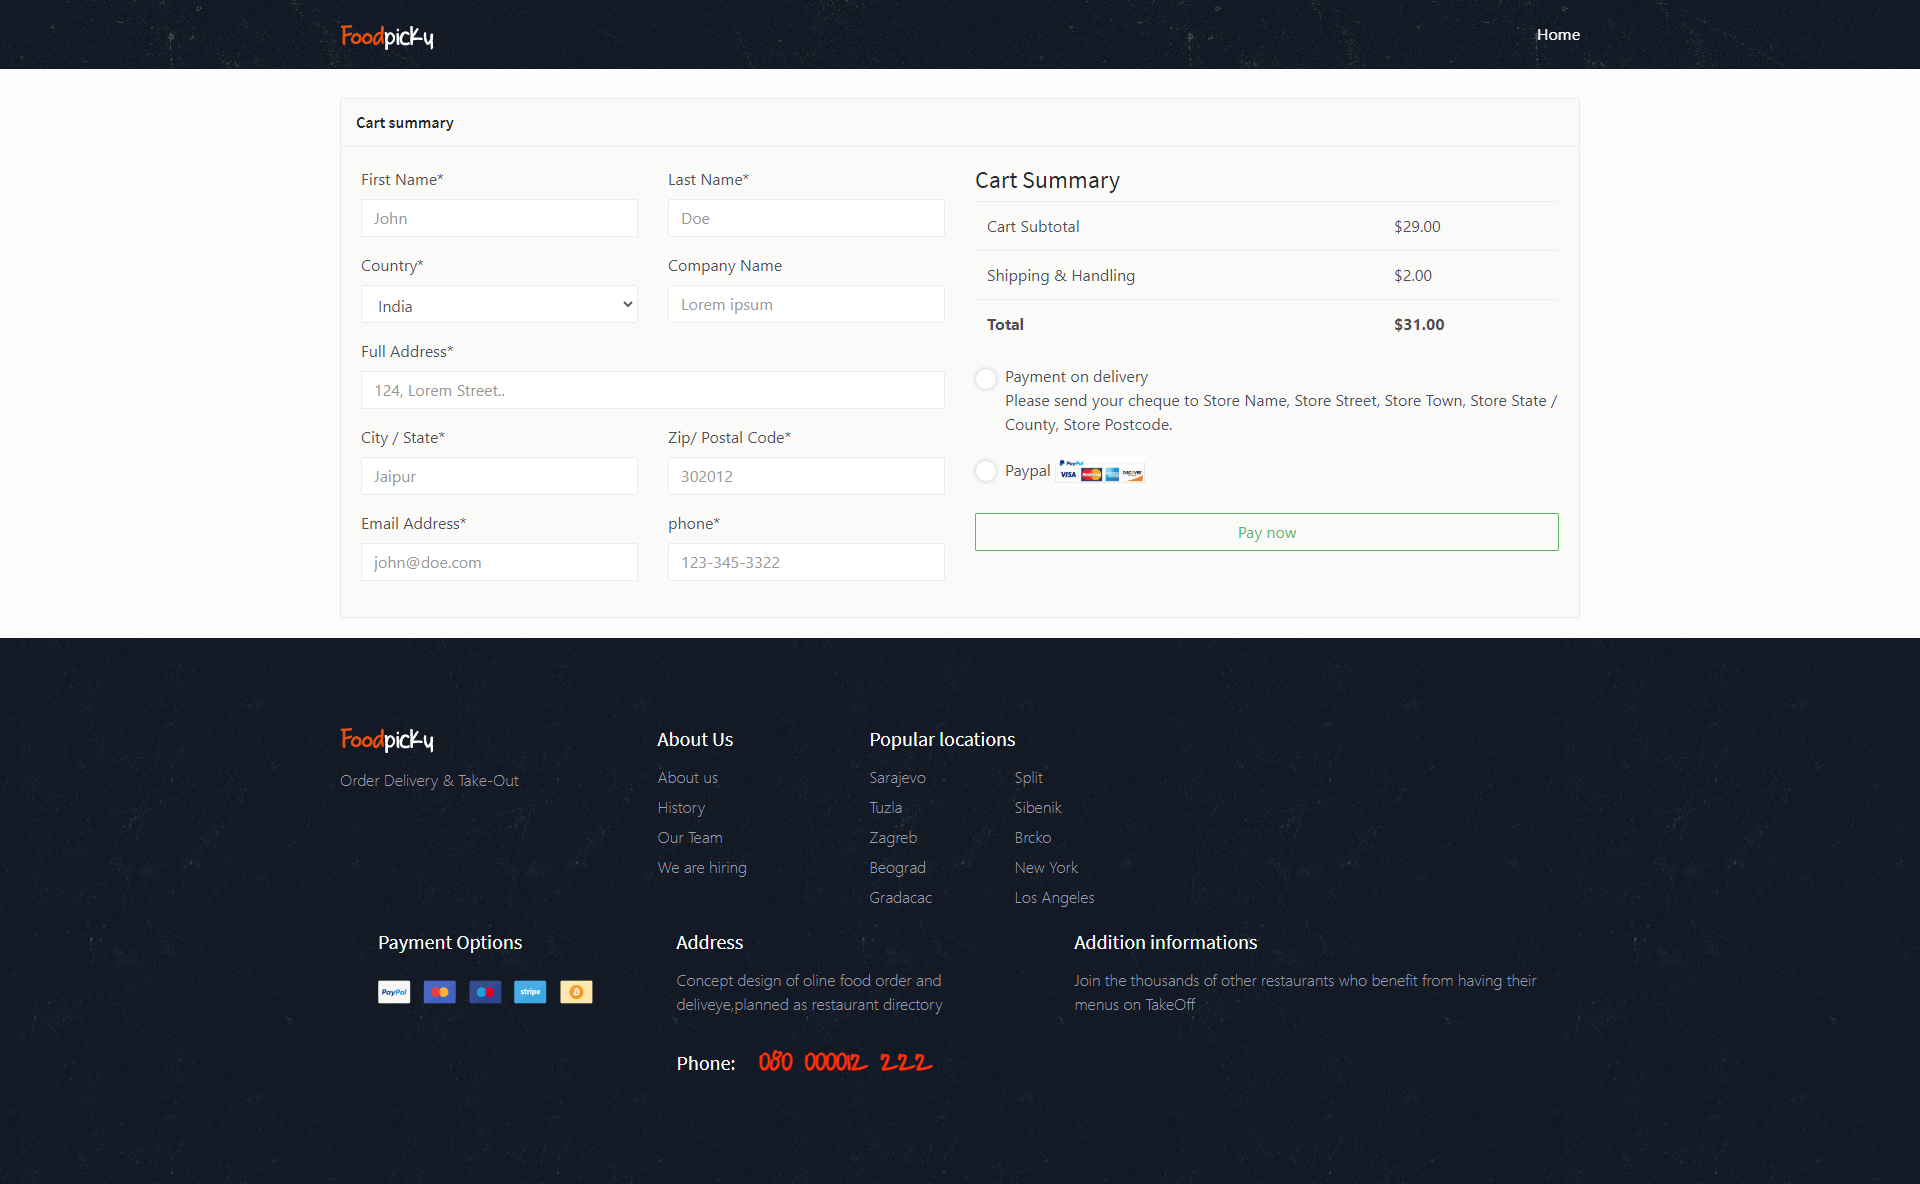 Foodpicky
Home
Cart summary
First Name*
Last Name*
John
Doe
Country*
Company Name
India
Lorem ipsum
Full Address*
124, Lorem Street..
City / State*
Zip/ Postal Code*
Jaipur
302012
Email Address*
phone*
john@doe.com
123-345-3322
Cart Summary
Cart Subtotal $29.00
Shipping & Handling $2.00
Total $31.00
Payment on delivery
Please send your cheque to Store Name, Store Street, Store Town, Store State /
County, Store Postcode.
Paypal
PayPal
VISA
DISCOVER
Pay now
Foodpicky
Order Delivery & Take-Out
About Us
About us
History
Our Team
We are hiring
Popular locations
Sarajevo
Tuzla
Zagreb
Beograd
Gradacac
Split
Sibenik
Brcko
New York
Los Angeles
Payment Options
PayPal
stripe
Address
Concept design of oline food order and
deliveye,planned as restaurant directory
Phone: 080 000012 222
Addition informations
Join the thousands of other restaurants who benefit from having their
menus on TakeOff